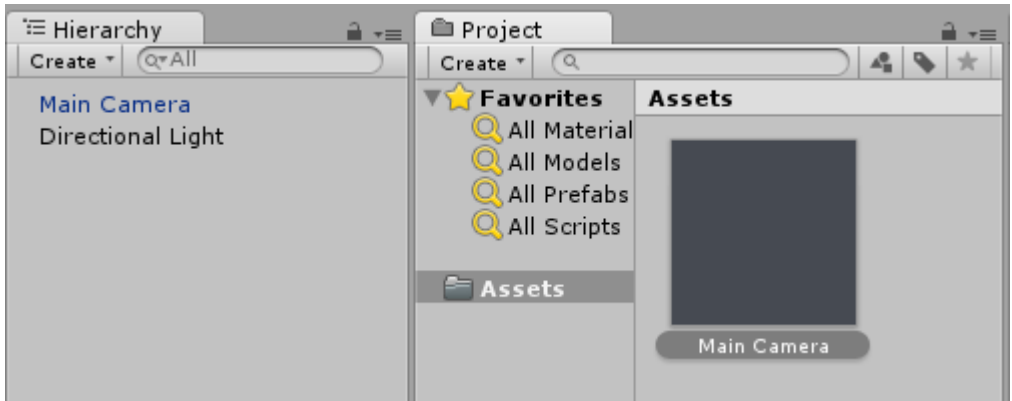 Hierarchy
Create
All
Main Camera
Directional Light
Project
Create
Favorites
All Material
All Models
All Prefabs
All Scripts
Assets
Assets
Main Camera